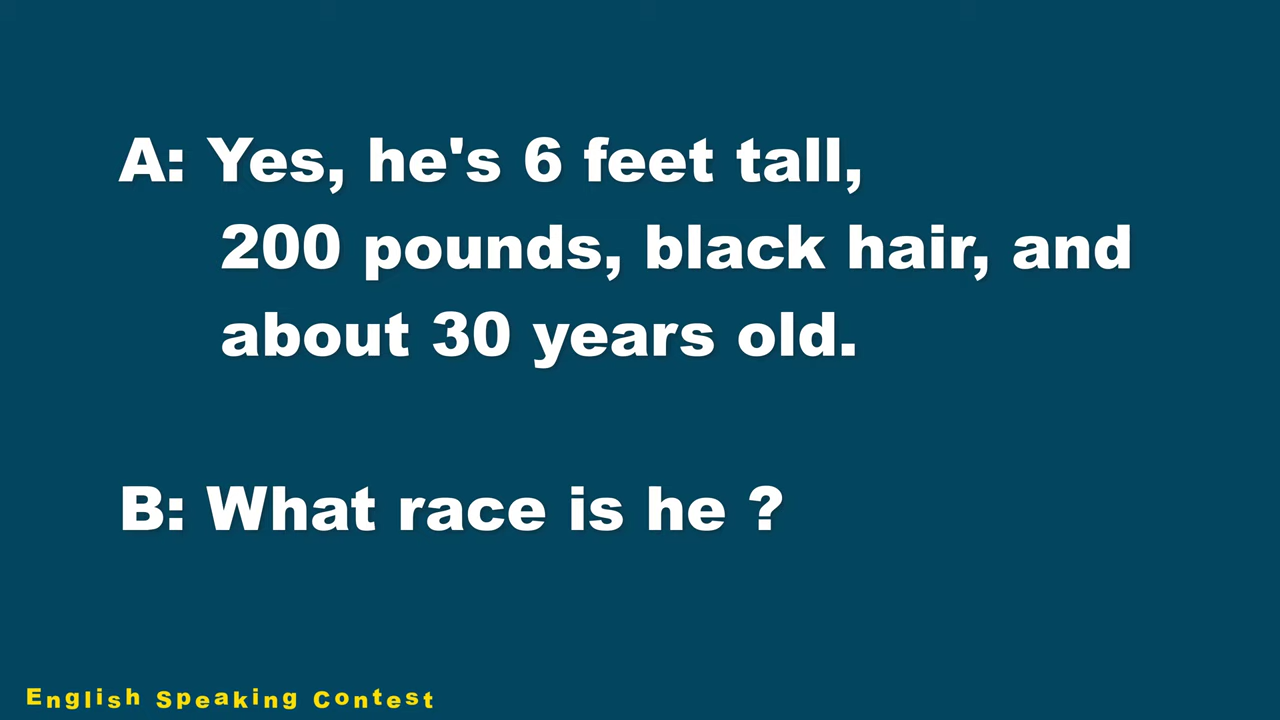 A: Yes, he's 6 feet tall,
200 pounds, black hair, and
about 30 years old.
B: What race is he ?
English Speaking Contest